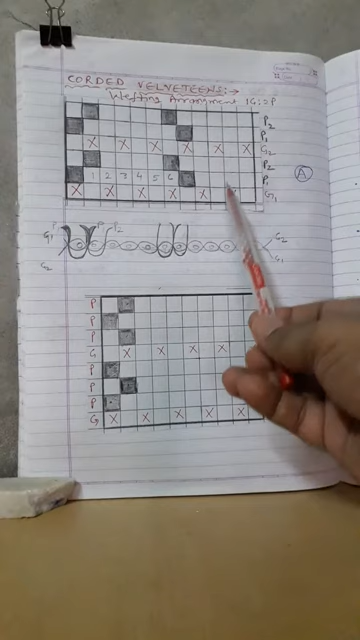 CORDED VELVETEENS:→
Wefting Arrangement 1G:2P
P2
P1
X X X X X X G2
P2
1 2 3 4 5 6 P1
X X X X X G1
A
G1 P1 P2 G2
G2 G1
P
P
P
G X X X X
P
P
P
G X X X X X